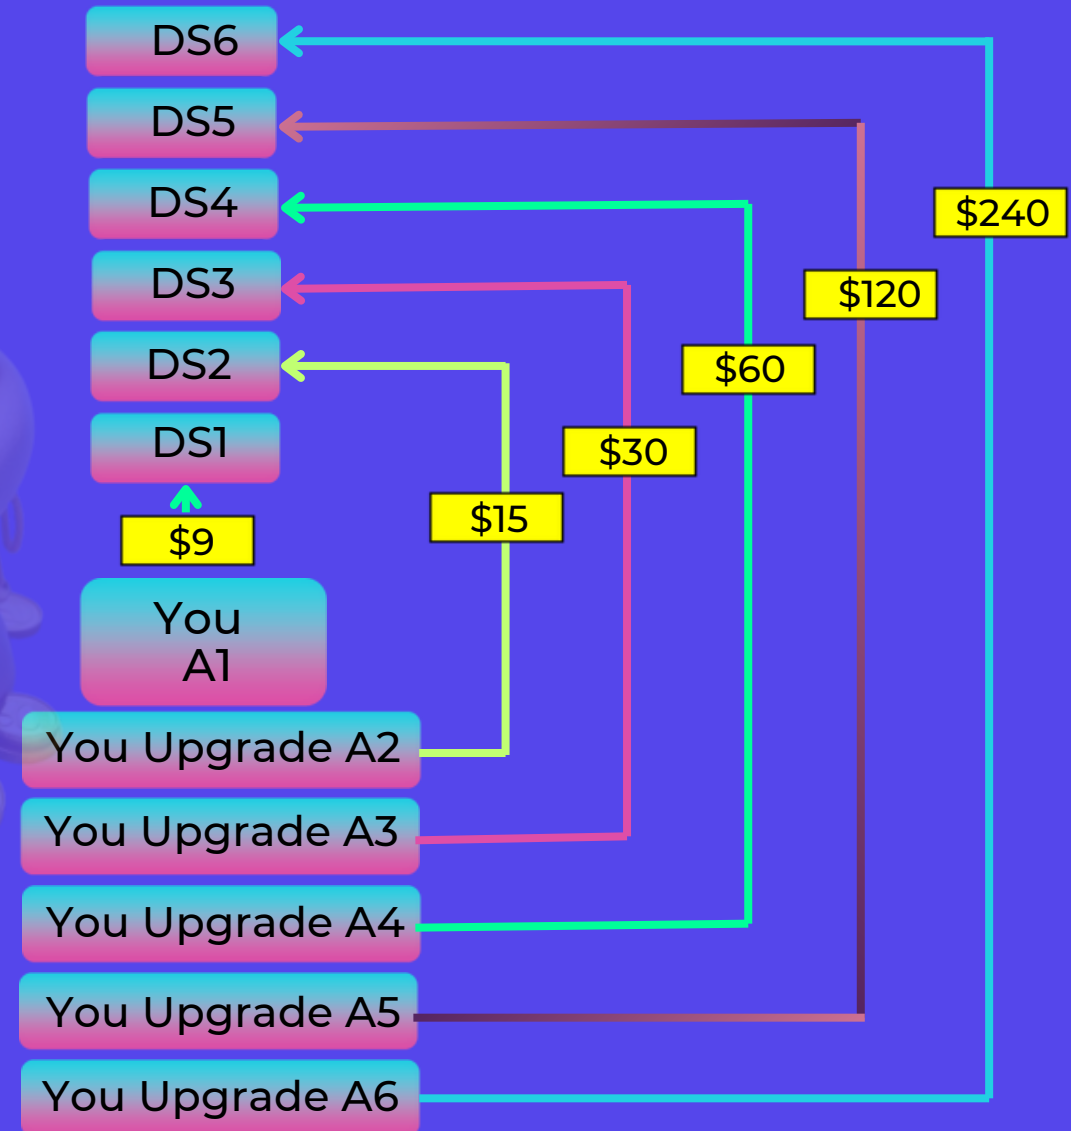 DS6
DS5
DS4
$240
DS3
$120
DS2
$60
DS1
$30
$15
$9
You
A1
You Upgrade A2
You Upgrade A3
You Upgrade A4
You Upgrade A5
You Upgrade A6